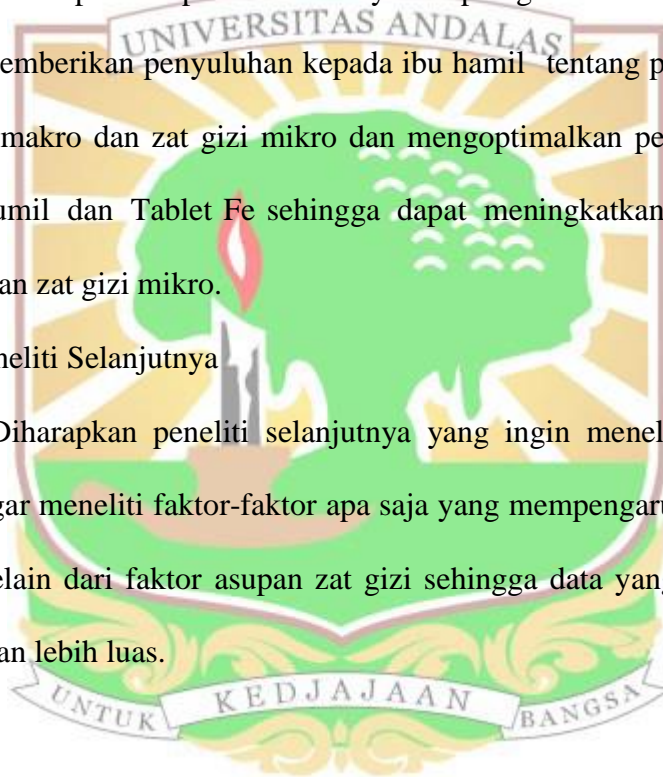 UNIVERSITAS ANDALAS
emberikan penyuluhan kepada ibu hamil tentang p
makro dan zat gizi mikro dan mengoptimalkan pe
umil dan Tablet Fe sehingga dapat meningkatkan
an zat gizi mikro.
neliti Selanjutnya
Diharapkan peneliti selanjutnya yang ingin menel
gar meneliti faktor-faktor apa saja yang mempengaru
elain dari faktor asupan zat gizi sehingga data yang
an lebih luas.
UNTUK KEDJAJAAN BANGSA